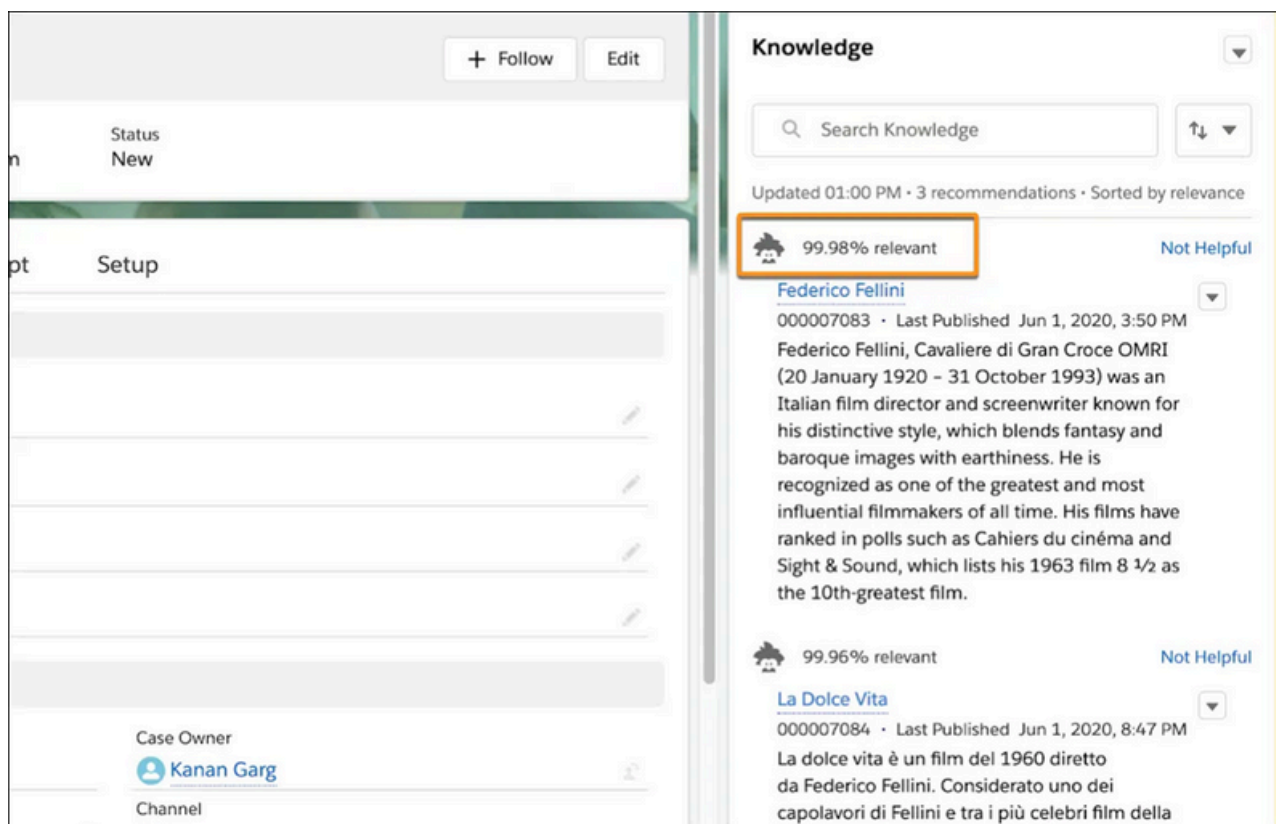 + Follow
Edit
Status
New
m
pt
Setup
Case Owner
Kanan Garg
Channel
Knowledge
Search Knowledge
Updated 01:00 PM • 3 recommendations • Sorted by relevance
99.98% relevant
Not Helpful
Federico Fellini
000007083 • Last Published Jun 1, 2020, 3:50 PM
Federico Fellini, Cavaliere di Gran Croce OMRI
(20 January 1920 – 31 October 1993) was an
Italian film director and screenwriter known for
his distinctive style, which blends fantasy and
baroque images with earthiness. He is
recognized as one of the greatest and most
influential filmmakers of all time. His films have
ranked in polls such as Cahiers du cinéma and
Sight & Sound, which lists his 1963 film 8 ½ as
the 10th-greatest film.
99.96% relevant
Not Helpful
La Dolce Vita
000007084 • Last Published Jun 1, 2020, 8:47 PM
La dolce vita è un film del 1960 diretto
da Federico Fellini. Considerato uno dei
capolavori di Fellini e tra i più celebri film della